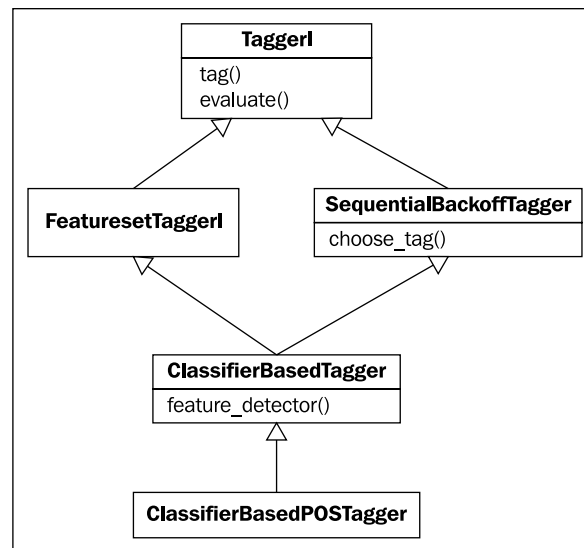 TaggerI
tag()
evaluate()
FeaturesetTaggerI
SequentialBackoffTagger
choose_tag()
ClassifierBasedTagger
feature_detector()
ClassifierBasedPOSTagger